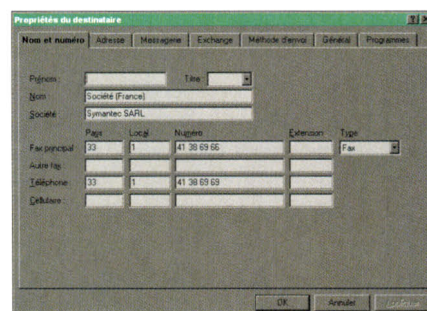 Propriétés du destinataire
Nom et numéro Adresse Messagerie Exchange Méthode d'envoi Général Programmes
Prénom : Titre :
Nom : Société (France)
Société : Symantec SARL
Pays Local Numéro Extension Type
Fax principal 33 1 41 38 69 66 Fax
Autre fax
Téléphone 33 1 41 38 69 69
Cellulaire
OK Annuler Appliquer